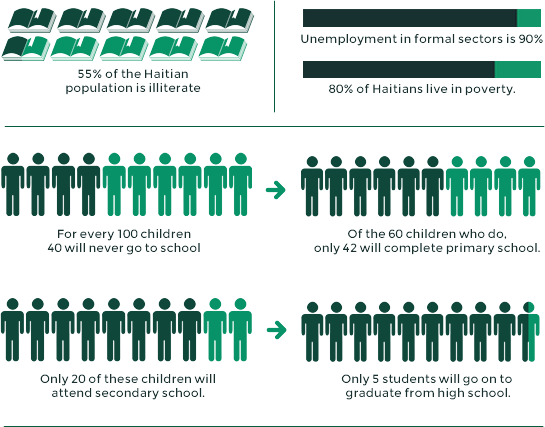 55% of the Haitian
population is illiterate
Unemployment in formal sectors is 90%
80% of Haitians live in poverty.
For every 100 children
40 will never go to school
Of the 60 children who do,
only 42 will complete primary school.
Only 20 of these children will
attend secondary school.
Only 5 students will go on to
graduate from high school.